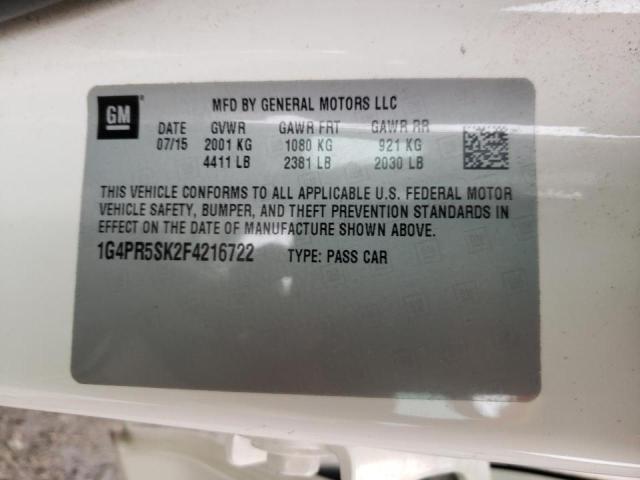 GM
MFD BY GENERAL MOTORS LLC
DATE GVWR GAWR FRT GAWR RR
07/15 2001 KG 1080 KG 921 KG
4411 LB 2381 LB 2030 LB
THIS VEHICLE CONFORMS TO ALL APPLICABLE U.S. FEDERAL MOTOR
VEHICLE SAFETY, BUMPER, AND THEFT PREVENTION STANDARDS IN
EFFECT ON THE DATE OF MANUFACTURE SHOWN ABOVE.
1G4PR5SK2F4216722 TYPE: PASS CAR